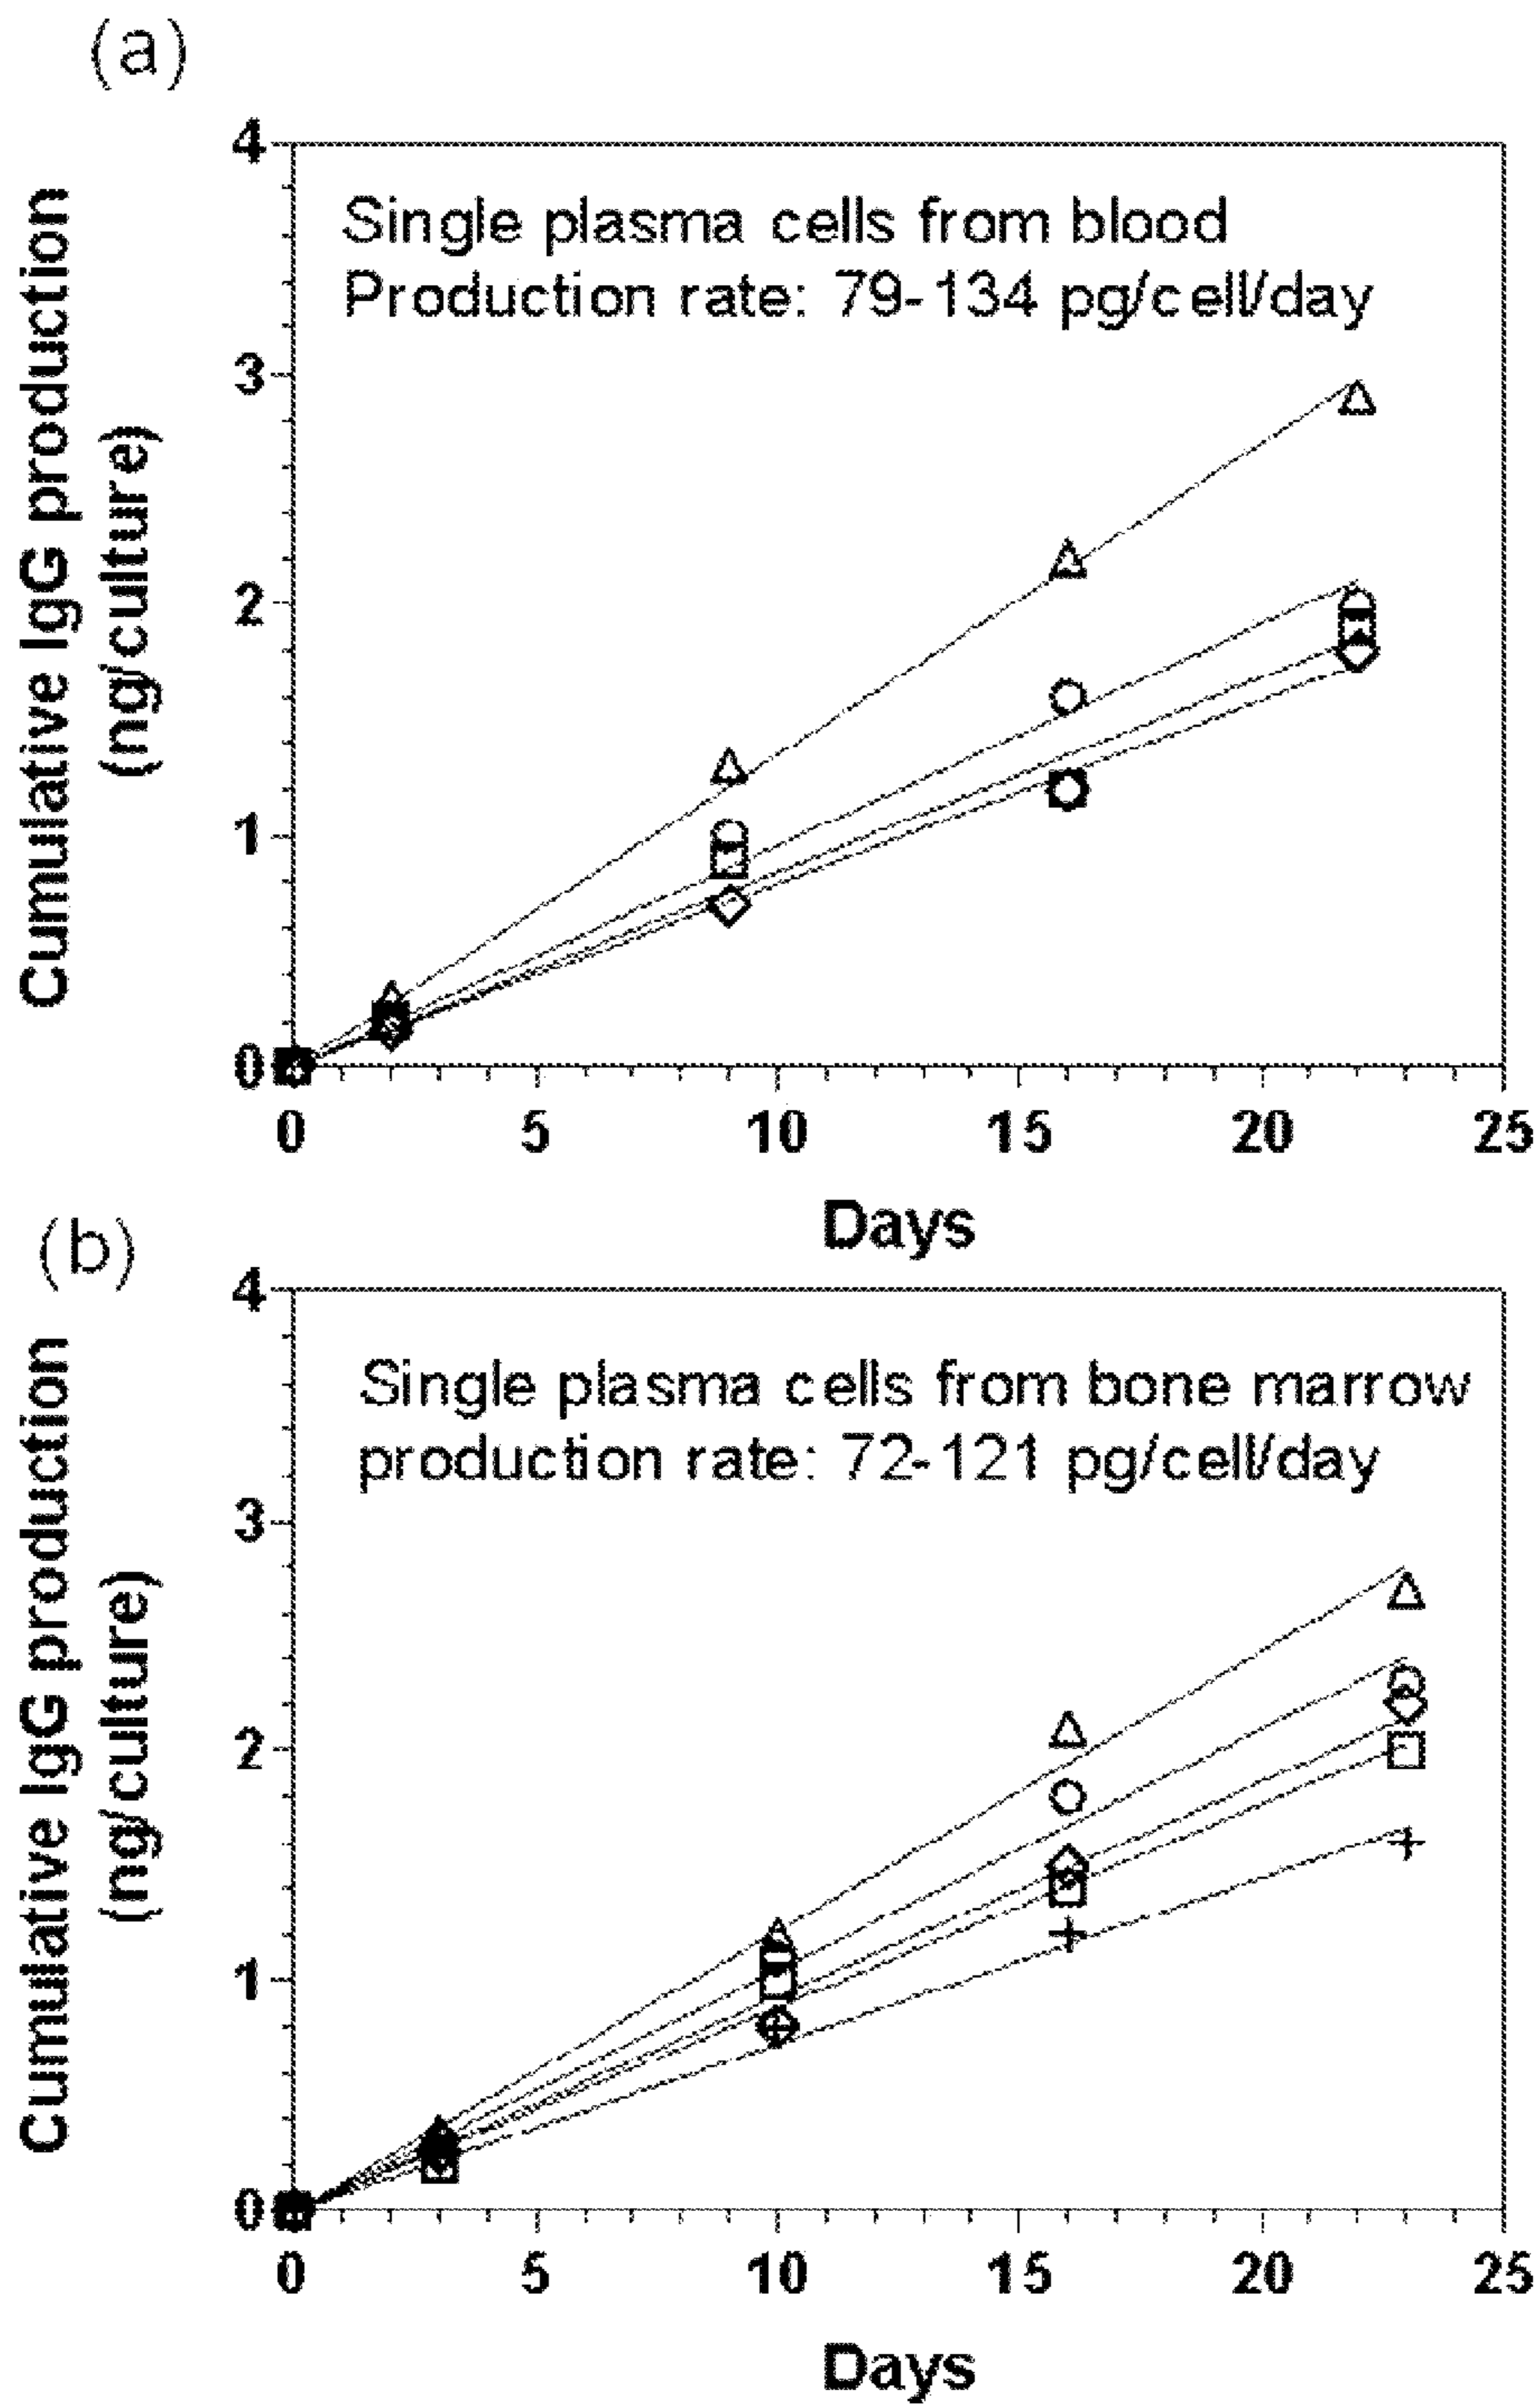 (a)
Cumulative IgG production
(ng/culture)
4
3
2
1
0
Single plasma cells from blood
Production rate: 79-134 pg/cell/day
0 5 10 15 20 25
Days
(b)
Cumulative IgG production
(ng/culture)
4
3
2
1
0
Single plasma cells from bone marrow
production rate: 72-121 pg/cell/day
0 5 10 15 20 25
Days